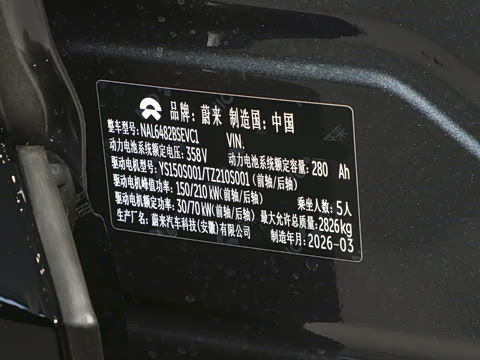 品牌: 蔚来 制造国: 中国
整车型号: NAL6482BSEVC1 VIN:
动力电池系统额定电压: 358V 动力电池系统额定容量: 280 Ah
驱动电机型号: YS150S001/TZ210S001 (前轴/后轴)
驱动电机峰值功率: 150/210 kW(前轴/后轴) 乘坐人数: 5人
驱动电机额定功率: 30/70 kW(前轴/后轴) 最大允许总质量: 2826kg
生产厂名: 蔚来汽车科技(安徽)有限公司 制造年月: 2026-03